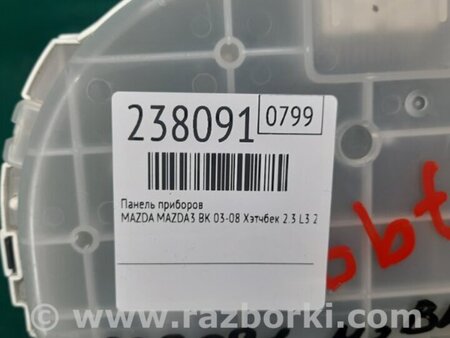 238091 0799
Панель приборов
MAZDA MAZDA3 BK 03-08 Хэтчбек 2.3 L3 2
www.razborki.com